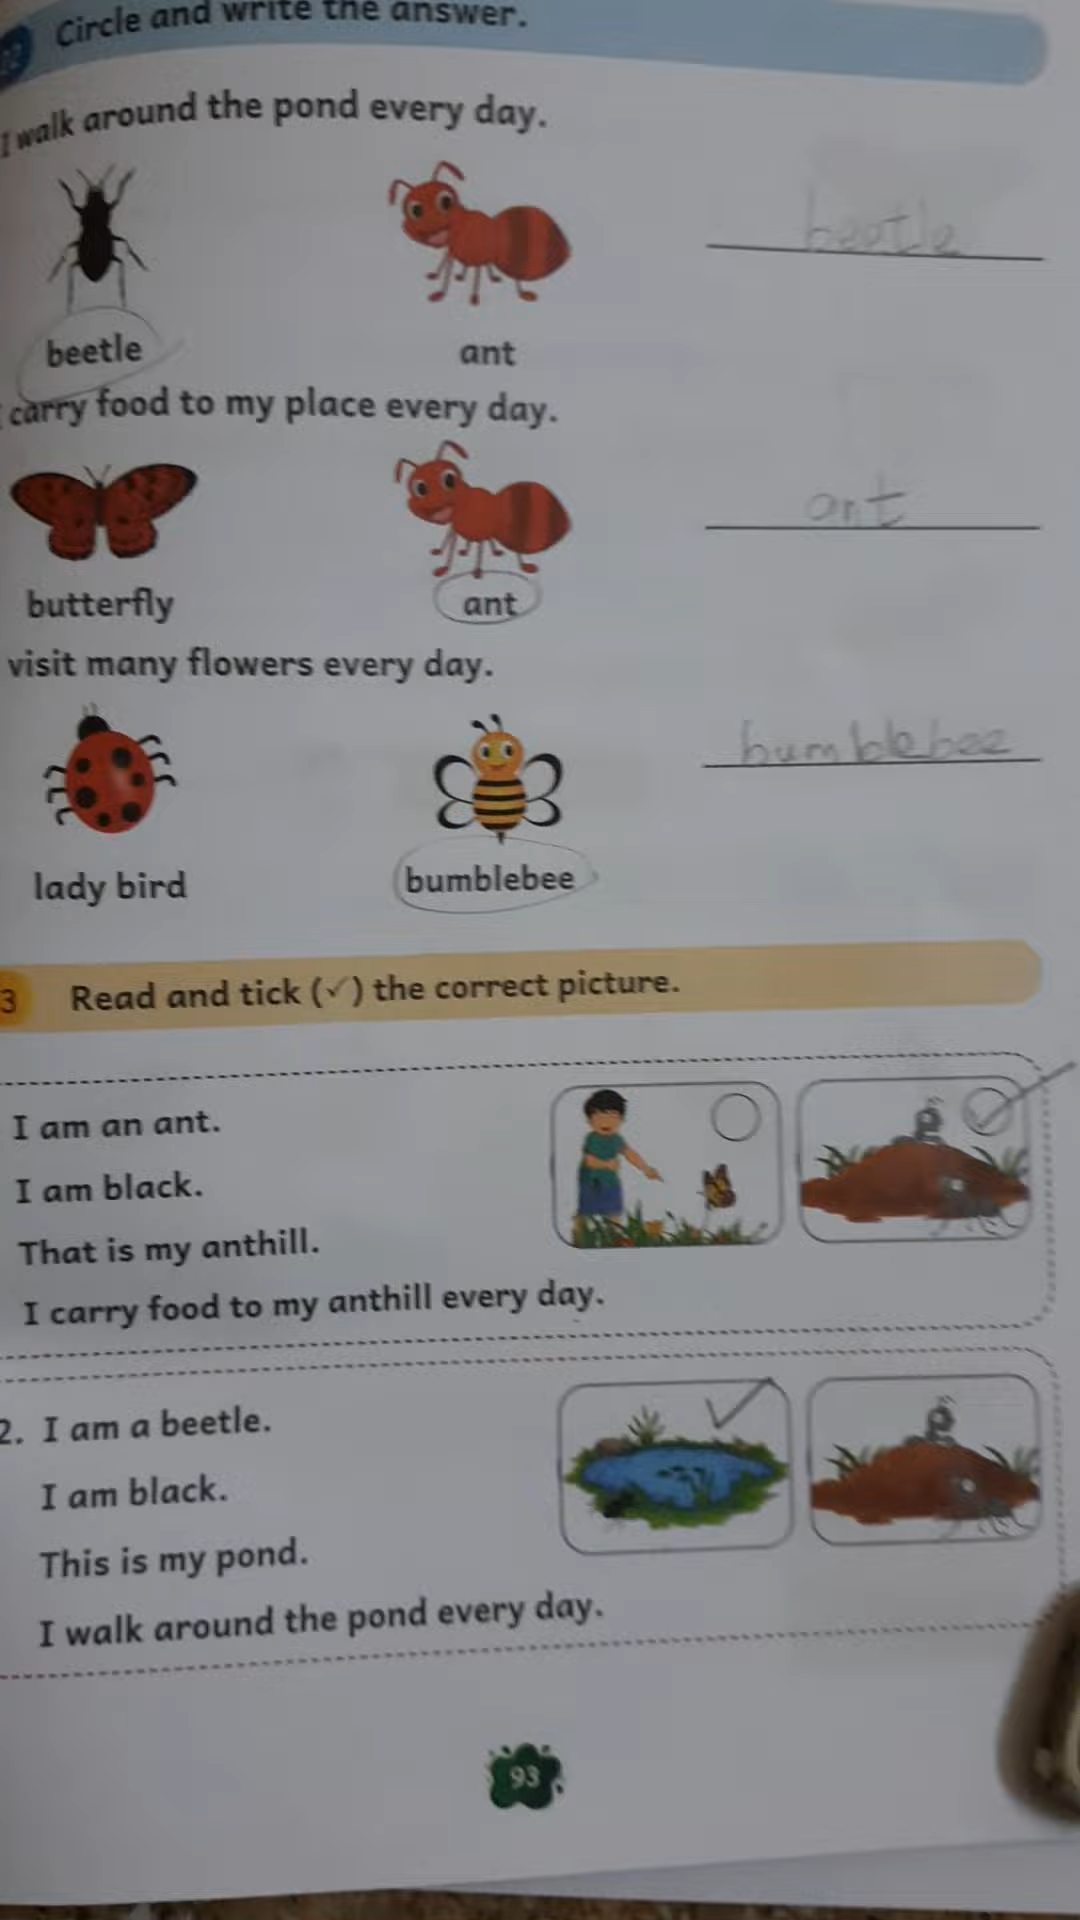 Circle and write the answer.
I walk around the pond every day.
beetle
beetle ant
carry food to my place every day.
ant
butterfly ant
visit many flowers every day.
bumblebee
lady bird bumblebee
3 Read and tick (✓) the correct picture.
I am an ant.
I am black.
That is my anthill.
I carry food to my anthill every day.
2. I am a beetle.
I am black.
This is my pond.
I walk around the pond every day.
93